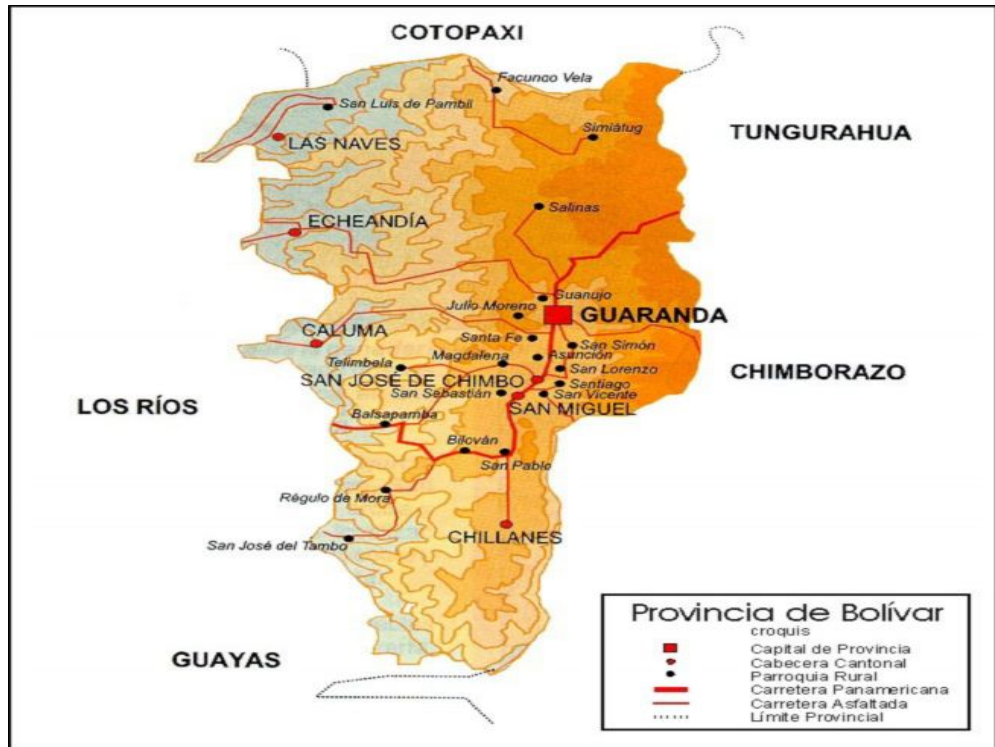 COTOPAXI
Facunco Vela
San Luis de Pambil
Simiátug
TUNGURAHUA
LAS NAVES
Salinas
ECHEANDÍA
Guanujo
Julio Moreno
GUARANDA
CALUMA
Santa Fe
San Simón
Magdalena
Asunción
Telimbela
San Lorenzo
CHIMBORAZO
SAN JOSÉ DE CHIMBO
Sentiago
San Sebastián
San Vicente
LOS RÍOS
SAN MIGUEL
Balsapamba
Bilován
San Pablo
Règulo de Mora
CHILLANES
San José del Tambo
GUAYAS
Provincia de Bolívar
croquis
Capital de Provincia
Cabecera Cantonal
Parroquia Rural
Carretera Panamericana
Carretera Asfaltada
Límite Provincial